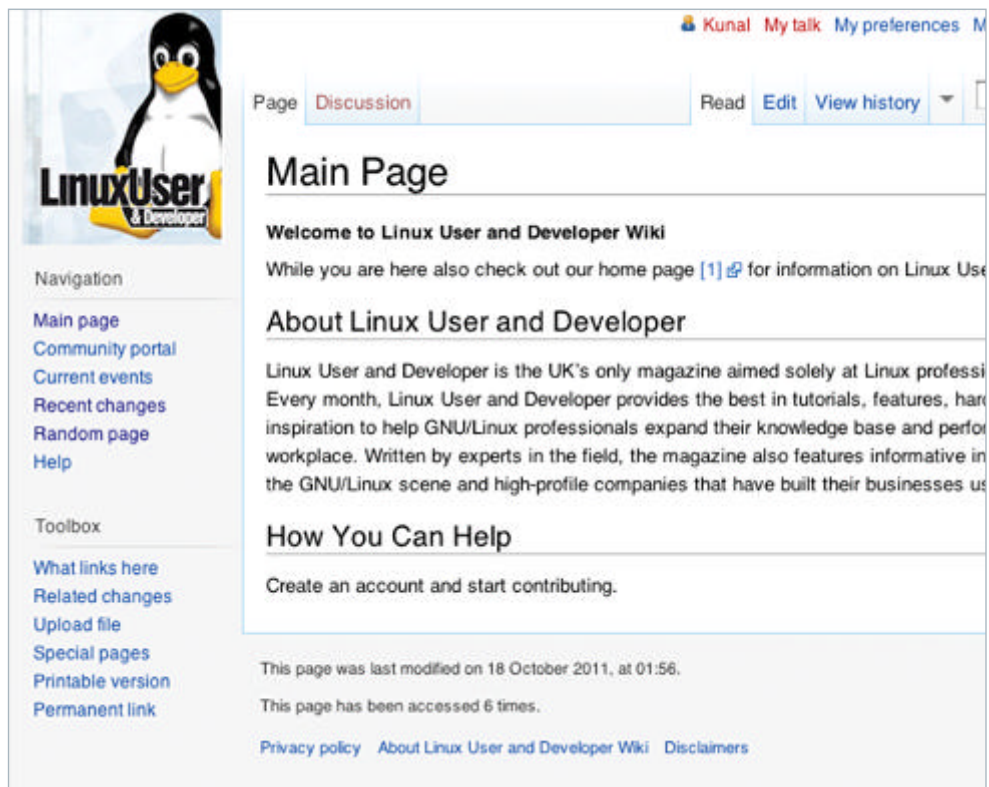 LinuxUser
& Developer
Kunal My talk My preferences M
Page Discussion
Read Edit View history
Main Page
Welcome to Linux User and Developer Wiki
While you are here also check out our home page [1] for information on Linux Use
About Linux User and Developer
Linux User and Developer is the UK's only magazine aimed solely at Linux professi
Every month, Linux User and Developer provides the best in tutorials, features, har
inspiration to help GNU/Linux professionals expand their knowledge base and perfor
workplace. Written by experts in the field, the magazine also features informative in
the GNU/Linux scene and high-profile companies that have built their businesses us
How You Can Help
Create an account and start contributing.
Navigation
Main page
Community portal
Current events
Recent changes
Random page
Help
Toolbox
What links here
Related changes
Upload file
Special pages
Printable version
Permanent link
This page was last modified on 18 October 2011, at 01:56.
This page has been accessed 6 times.
Privacy policy About Linux User and Developer Wiki Disclaimers